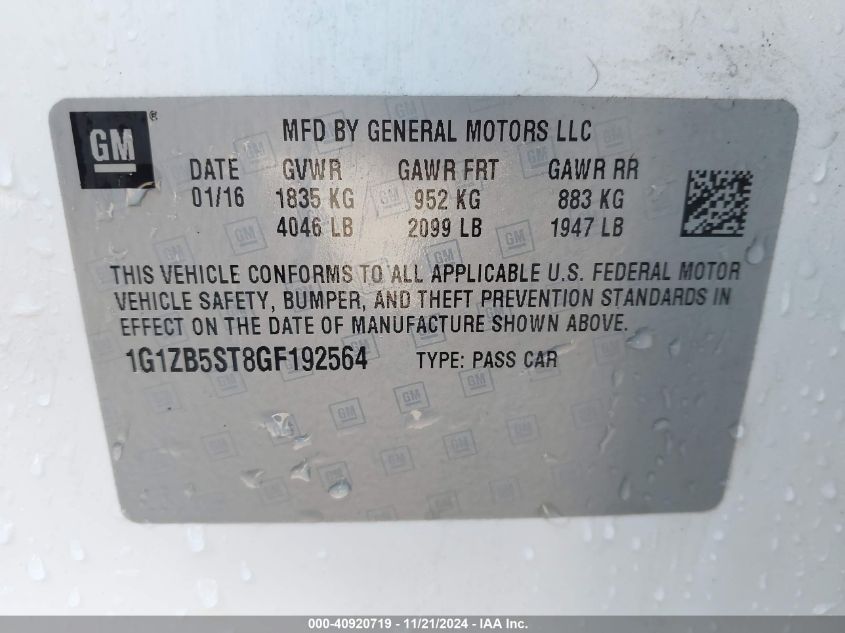 GM®
MFD BY GENERAL MOTORS LLC
DATE GVWR GAWR FRT GAWR RR
01/16 1835 KG 952 KG 883 KG
4046 LB 2099 LB 1947 LB
THIS VEHICLE CONFORMS TO ALL APPLICABLE U.S. FEDERAL MOTOR
VEHICLE SAFETY, BUMPER, AND THEFT PREVENTION STANDARDS IN
EFFECT ON THE DATE OF MANUFACTURE SHOWN ABOVE.
1G1ZB5ST8GF192564 TYPE: PASS CAR
000-40920719 - 11/21/2024 - IAA Inc.